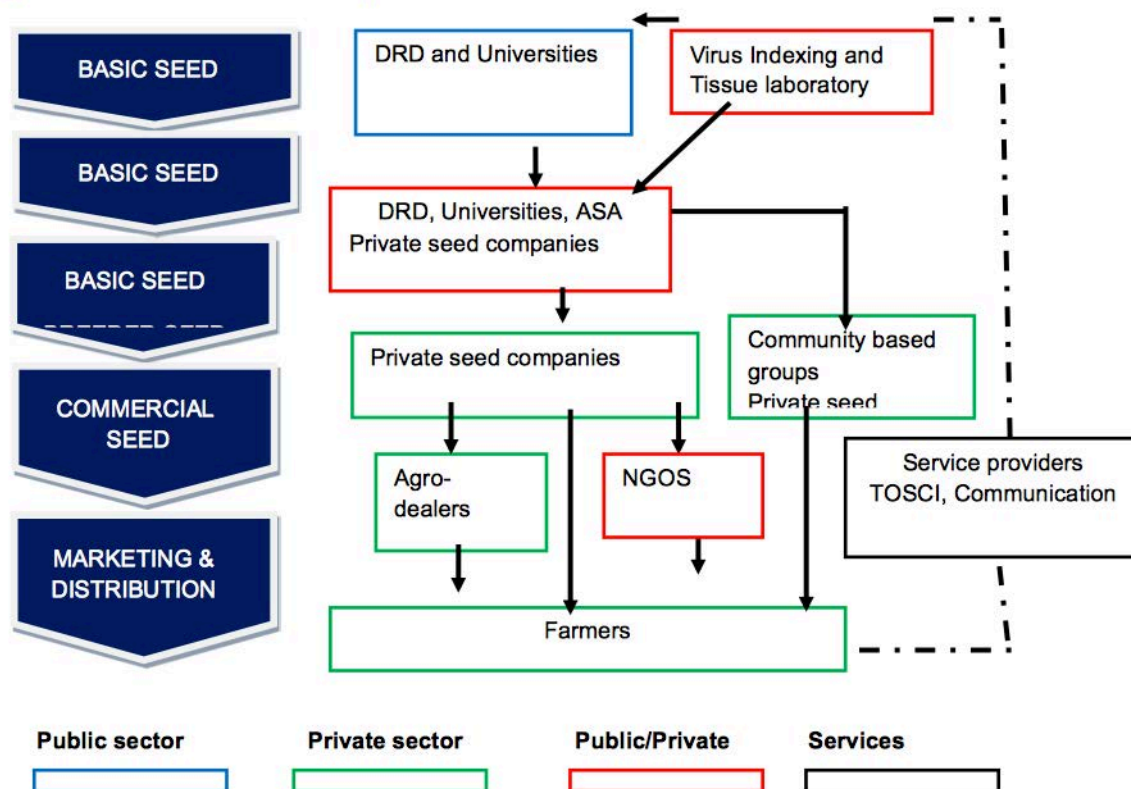 BASIC SEED
BASIC SEED
BASIC SEED
COMMERCIAL
SEED
MARKETING &
DISTRIBUTION
DRD and Universities
Virus Indexing and
Tissue laboratory
DRD, Universities, ASA
Private seed companies
Private seed companies
Community based
groups
Private seed
Agro-
dealers
NGOS
Service providers
TOSCI, Communication
Farmers
Public sector
Private sector
Public/Private
Services